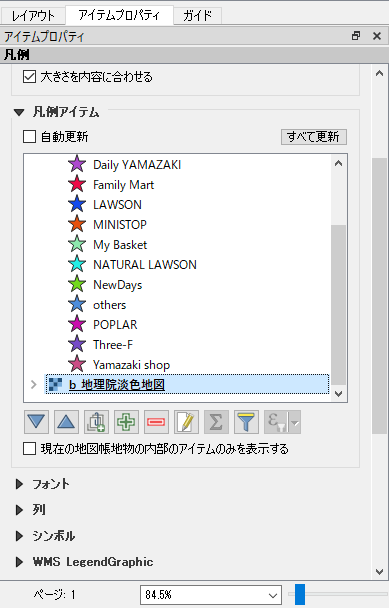 レイアウト アイテムプロパティ ガイド
アイテムプロパティ
凡例
大きさを内容に合わせる
凡例アイテム
自動更新 すべて更新
Daily YAMAZAKI
Family Mart
LAWSON
MINISTOP
My Basket
NATURAL LAWSON
NewDays
others
POPLAR
Three-F
Yamazaki shop
b_地理院淡色地図
現在の地図帳地物の内部のアイテムのみを表示する
フォント
列
シンボル
WMS LegendGraphic
ページ: 1 84.5%